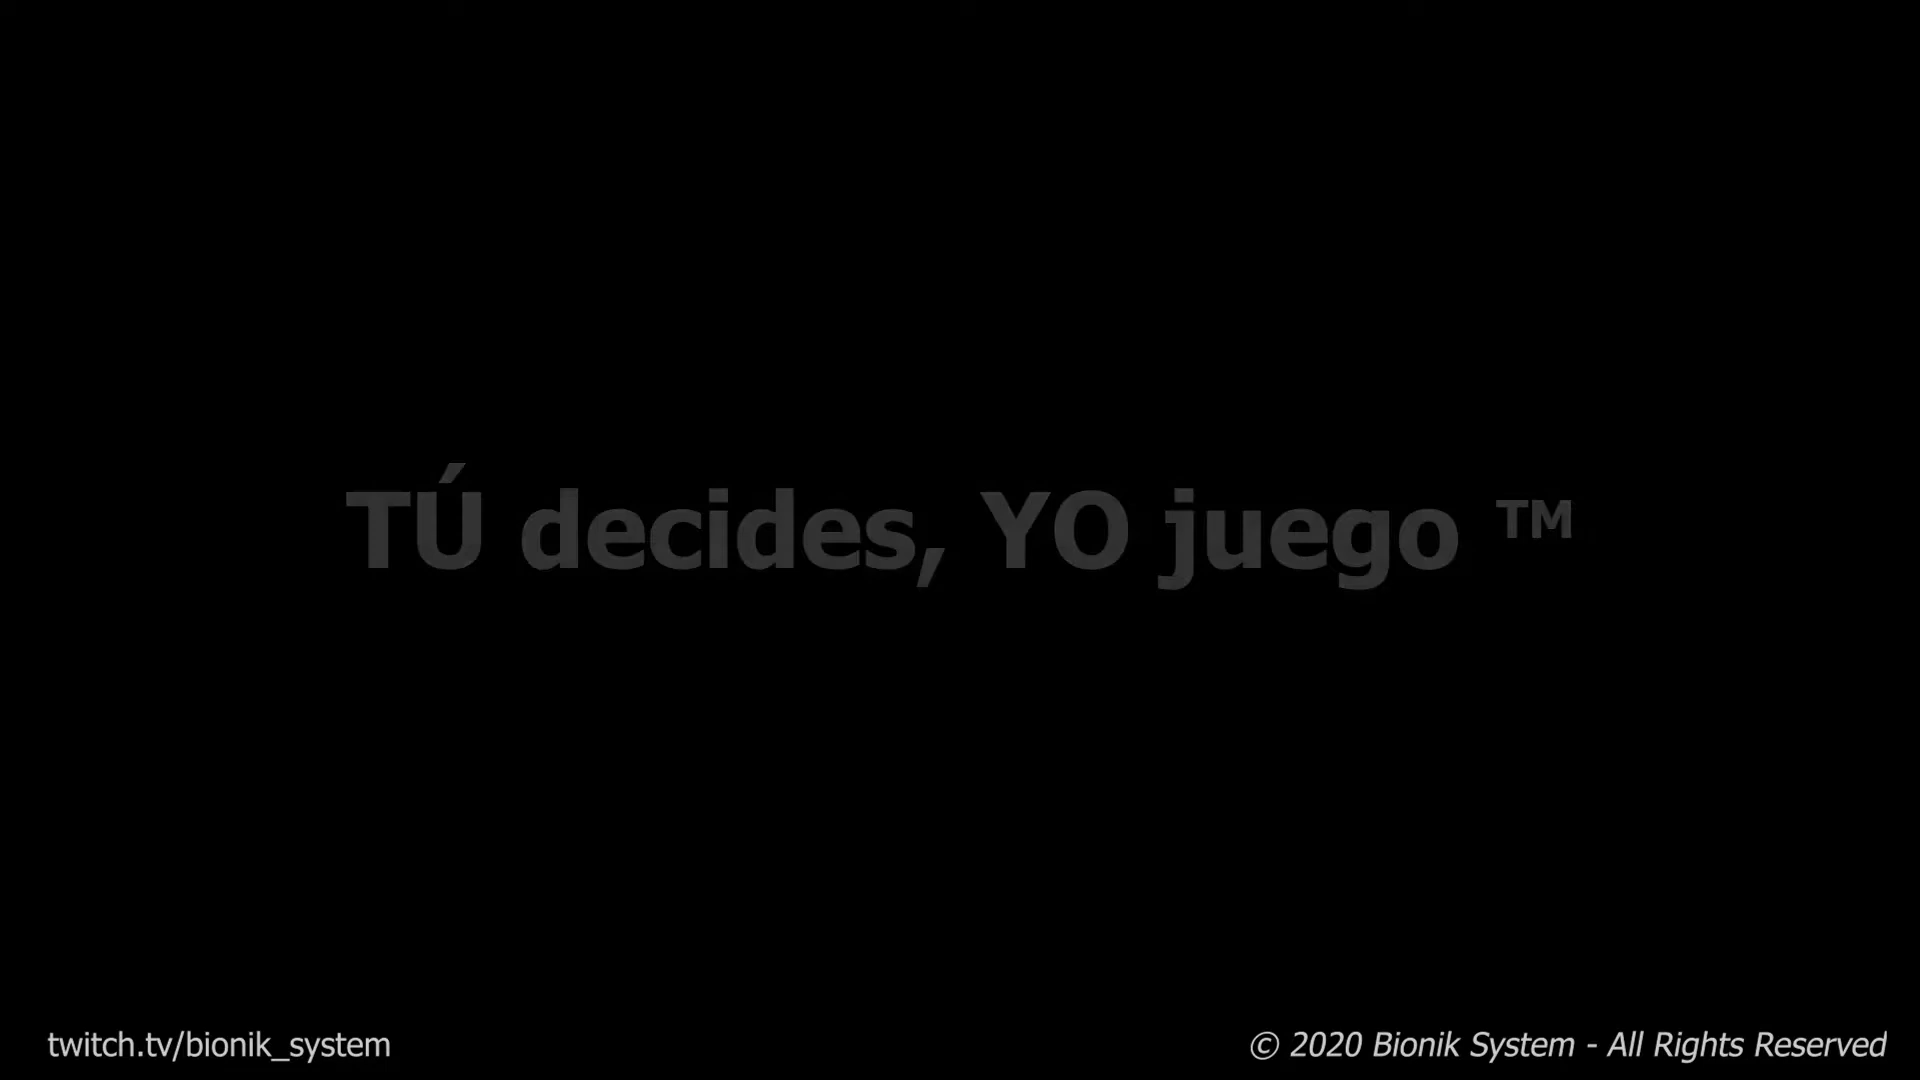 TÚ decides, YO juego ™
twitch.tv/bionik_system
© 2020 Bionik System - All Rights Reserved